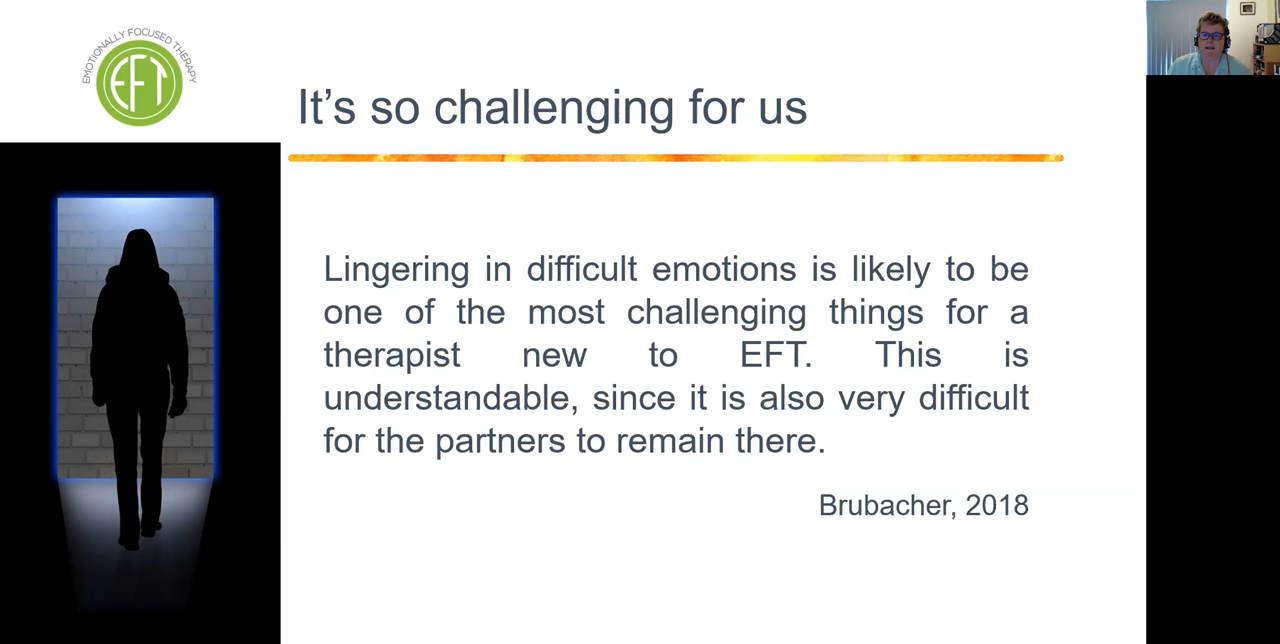 EMOTIONALLY FOCUSED THERAPY
EFT
It's so challenging for us
Lingering in difficult emotions is likely to be
one of the most challenging things for a
therapist new to EFT. This is
understandable, since it is also very difficult
for the partners to remain there.
Brubacher, 2018